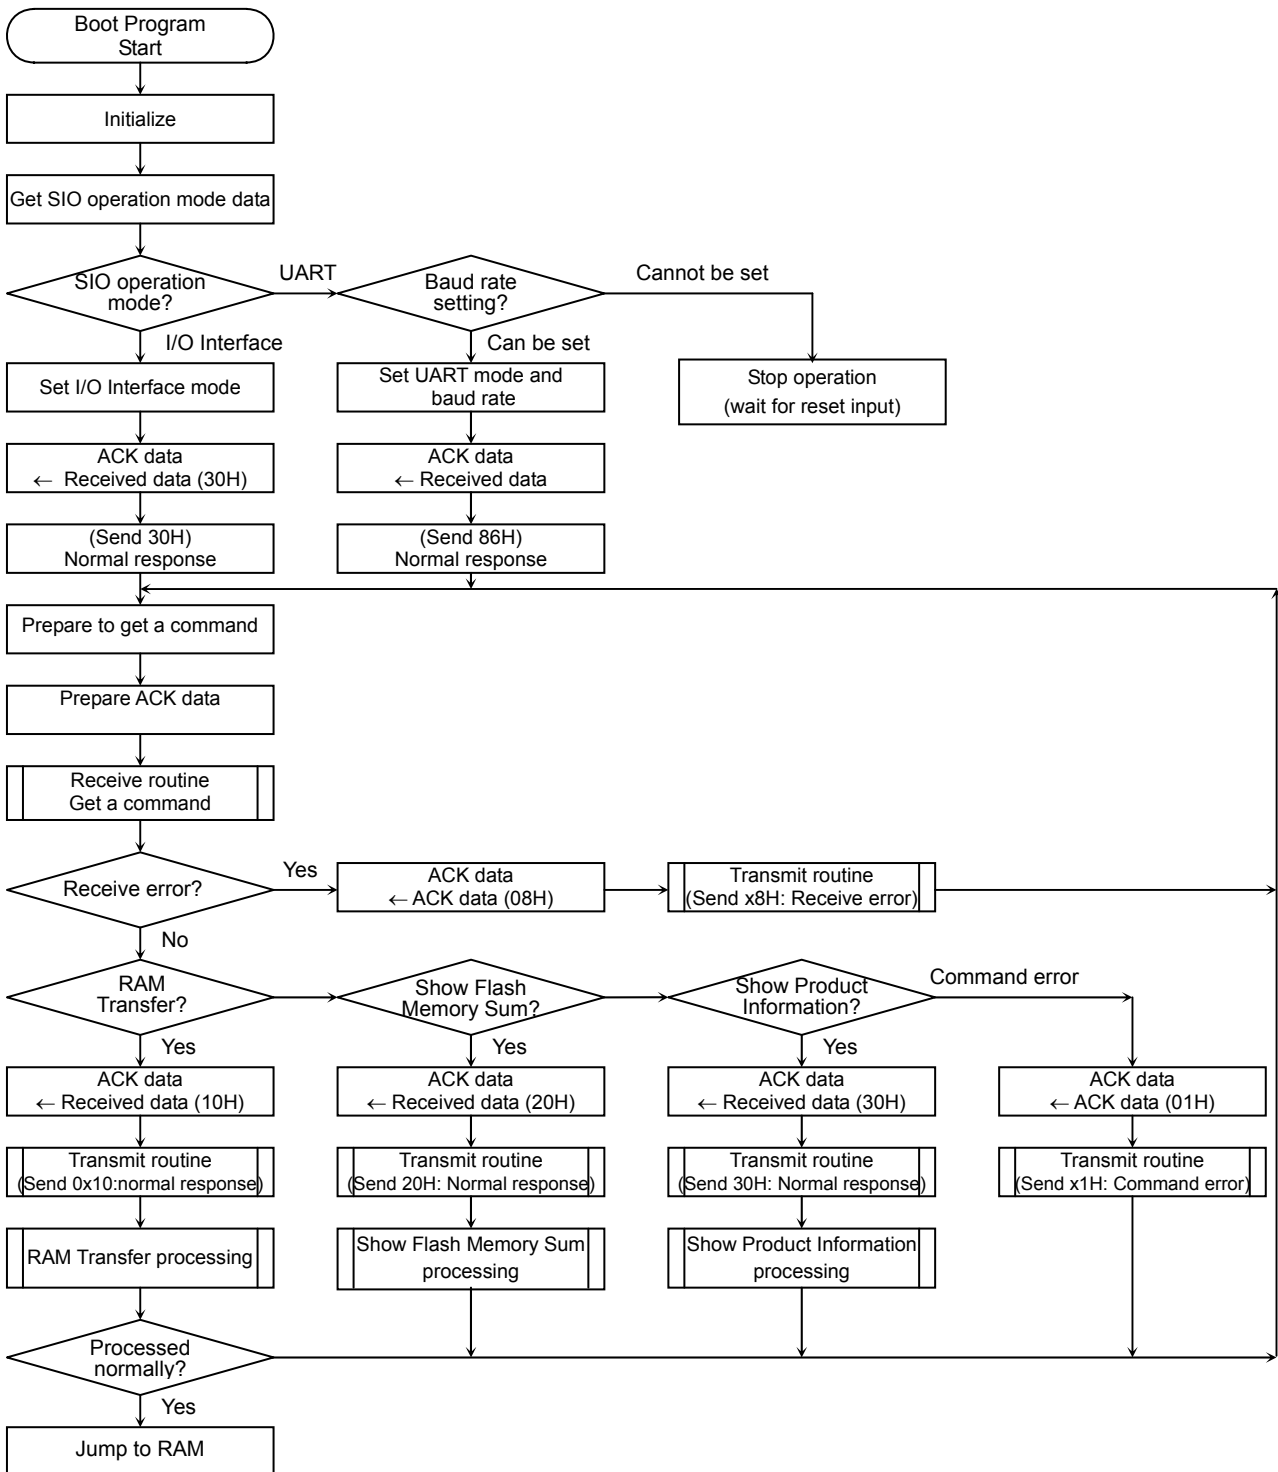 Boot Program
Start
Initialize
Get SIO operation mode data
SIO operation
mode?
UART
Baud rate
setting?
Cannot be set
I/O Interface
Can be set
Set I/O Interface mode
Set UART mode and
baud rate
Stop operation
(wait for reset input)
ACK data
← Received data (30H)
ACK data
← Received data
(Send 30H)
Normal response
(Send 86H)
Normal response
Prepare to get a command
Prepare ACK data
Receive routine
Get a command
Receive error?
Yes
ACK data
← ACK data (08H)
Transmit routine
(Send x8H: Receive error)
No
RAM
Transfer?
Show Flash
Memory Sum?
Show Product
Information?
Command error
Yes
Yes
Yes
ACK data
← Received data (10H)
ACK data
← Received data (20H)
ACK data
← Received data (30H)
ACK data
← ACK data (01H)
Transmit routine
(Send 0x10:normal response)
Transmit routine
(Send 20H: Normal response)
Transmit routine
(Send 30H: Normal response)
Transmit routine
(Send x1H: Command error)
RAM Transfer processing
Show Flash Memory Sum
processing
Show Product Information
processing
Processed
normally?
Yes
Jump to RAM